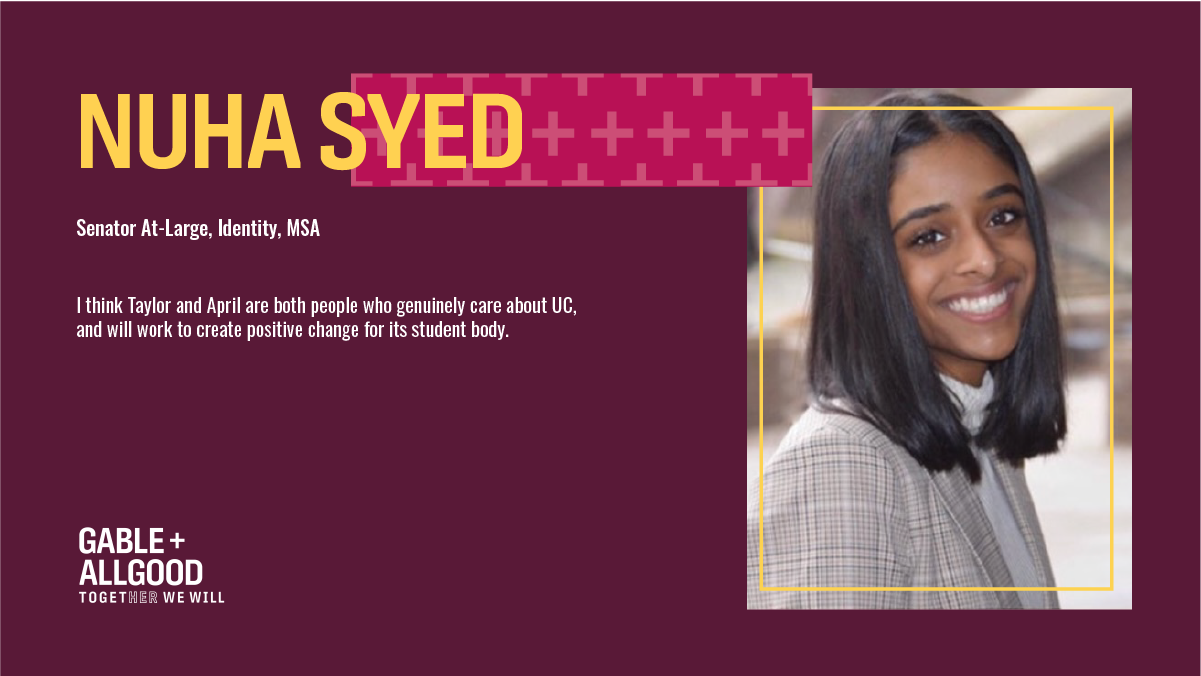 NUHA SYED
Senator At-Large, Identity, MSA
I think Taylor and April are both people who genuinely care about UC,
and will work to create positive change for its student body.
GABLE +
ALLGOOD
TOGETHER WE WILL